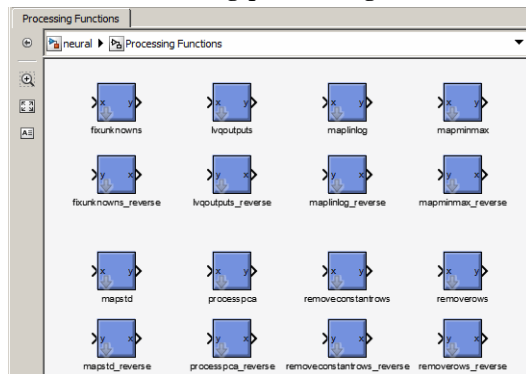 Processing Functions
neural Processing Functions
x y x y x y x y
fixunknowns lvqoutputs maplinlog mapminmax
y x y x y x y x
fixunknowns_reverse lvqoutputs_reverse maplinlog_reverse mapminmax_reverse
x y x y x y x y
mapstd processpca removeconstantrows removerows
y x y x y x y x
mapstd_reverse processpca_reverse removeconstantrows_reverse removerows_reverse